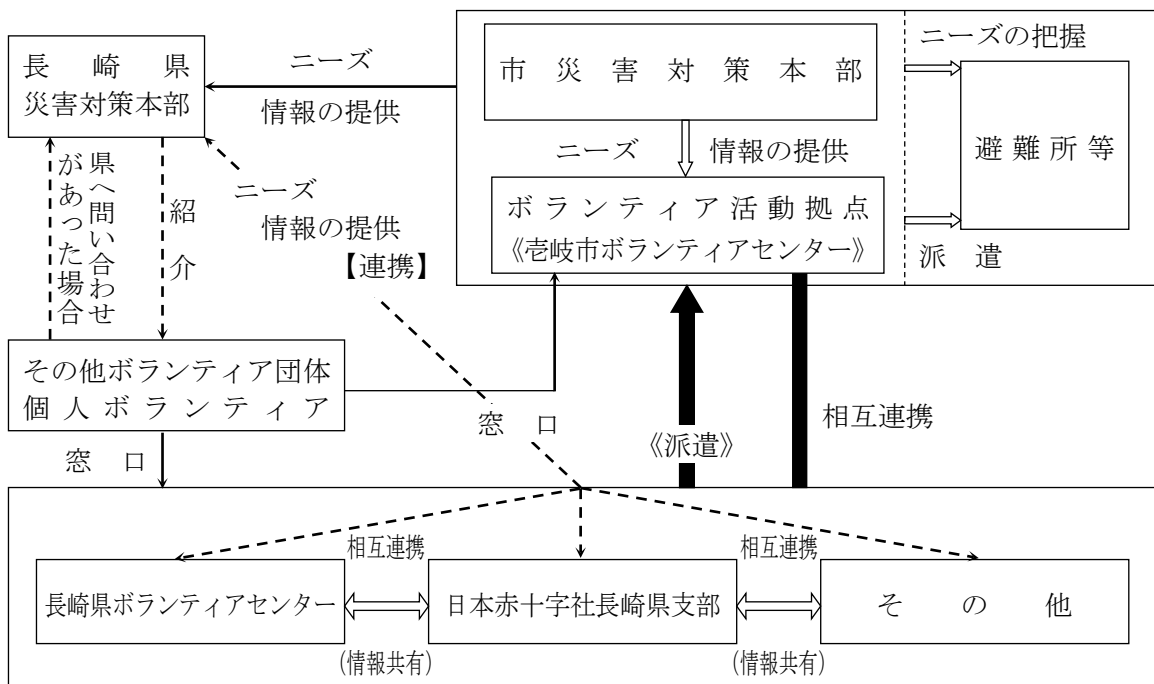 長崎県
災害対策本部
ニーズ
情報の提供
市災害対策本部
ニーズ 情報の提供
ボランティア活動拠点
《壱岐市ボランティアセンター》
ニーズの把握
避難所等
派遣
県へ問い合わせ
があった場合
紹介
ニーズ
情報の提供
【連携】
その他ボランティア団体
個人ボランティア
窓口
窓口
《派遣》
相互連携
相互連携
相互連携
長崎県ボランティアセンター
日本赤十字社長崎県支部
その他
(情報共有)
(情報共有)